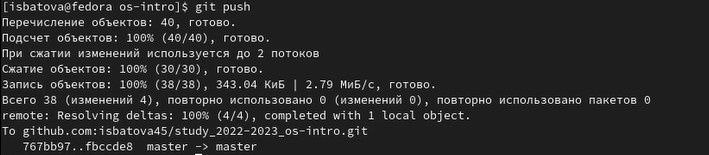 [isbatova@fedora os-intro]$ git push
Перечисление объектов: 40, готово.
Подсчет объектов: 100% (40/40), готово.
При сжатии изменений используется до 2 потоков
Сжатие объектов: 100% (30/30), готово.
Запись объектов: 100% (38/38), 343.04 КиБ | 2.79 МиБ/с, готово.
Всего 38 (изменений 4), повторно использовано 0 (изменений 0), повторно использовано пакетов 0
remote: Resolving deltas: 100% (4/4), completed with 1 local object.
To github.com:isbatova45/study_2022-2023_os-intro.git
   767bb97..fbccde8  master -> master